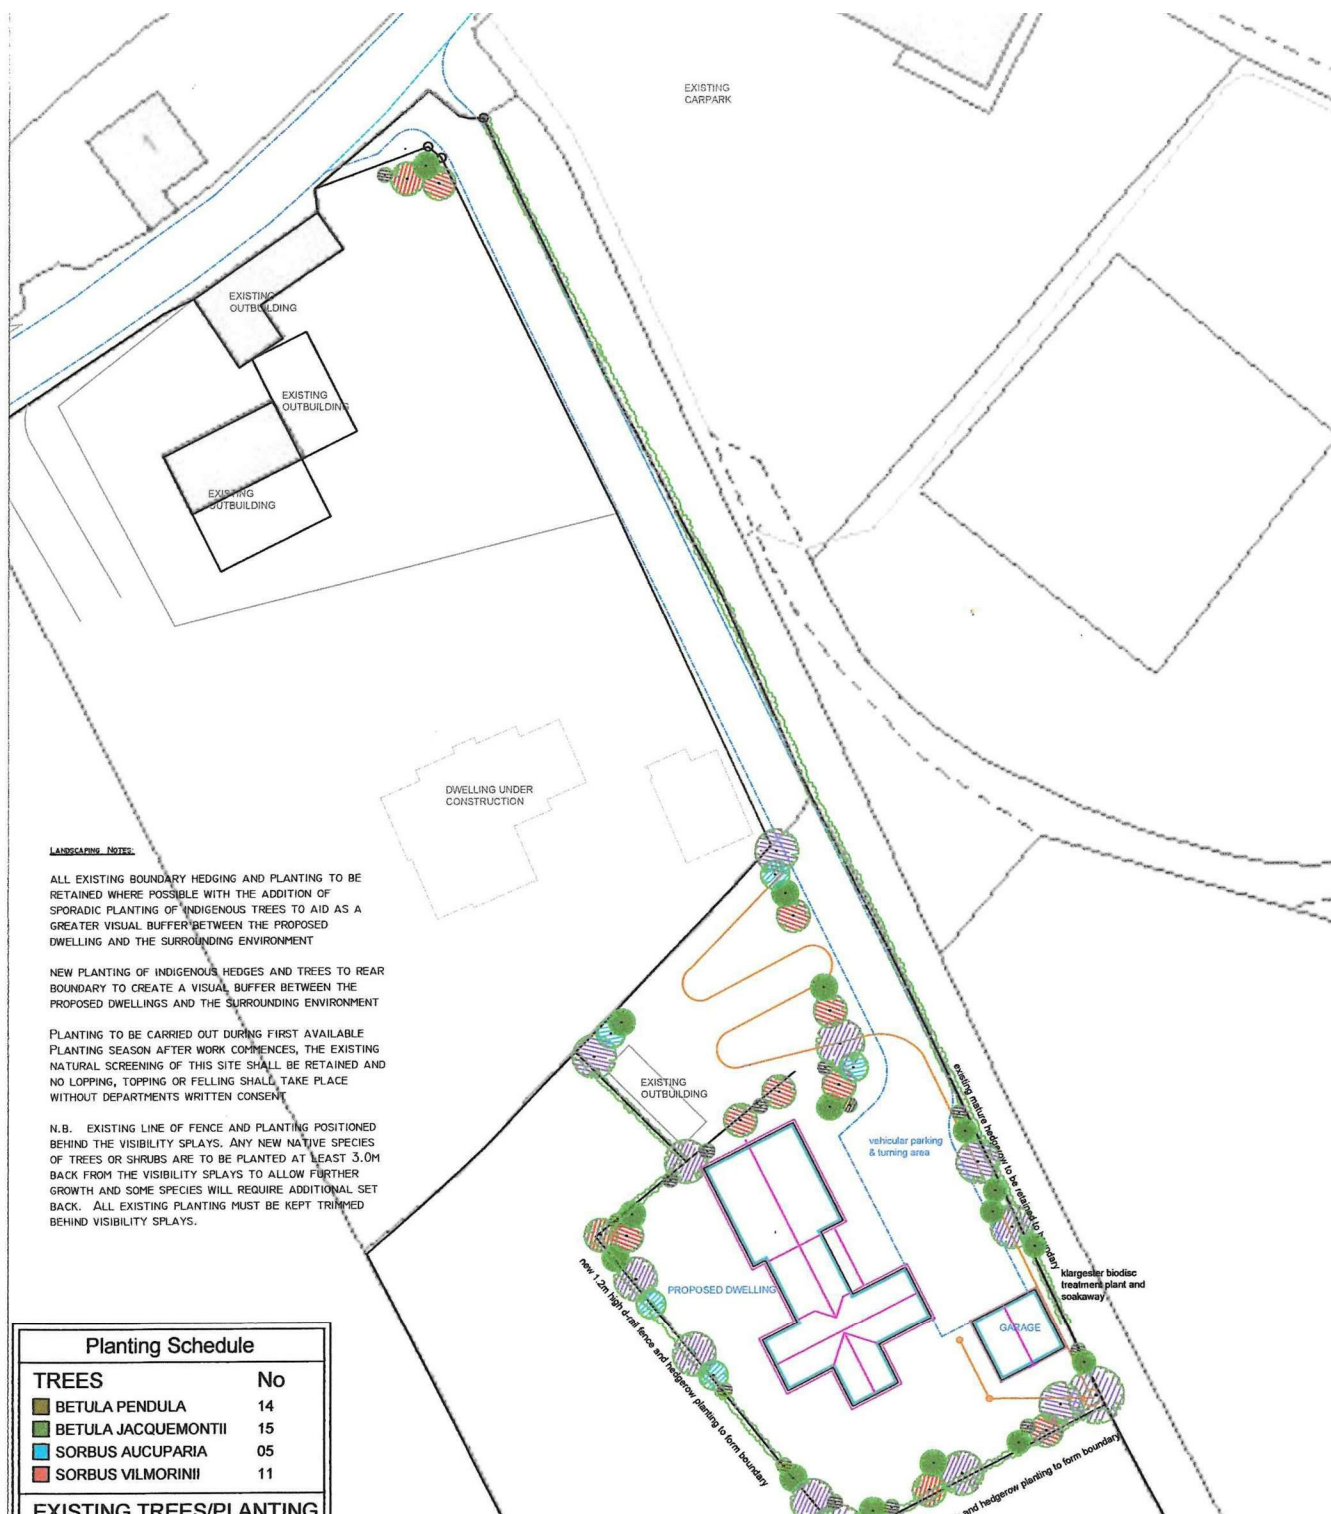 EXISTING
CARPARK
EXISTING
OUTBUILDING
EXISTING
OUTBUILDING
EXISTING
OUTBUILDING
DWELLING UNDER
CONSTRUCTION
LANDSCAPING NOTES:
ALL EXISTING BOUNDARY HEDGING AND PLANTING TO BE
RETAINED WHERE POSSIBLE WITH THE ADDITION OF
SPORADIC PLANTING OF INDIGENOUS TREES TO AID AS A
GREATER VISUAL BUFFER BETWEEN THE PROPOSED
DWELLING AND THE SURROUNDING ENVIRONMENT
NEW PLANTING OF INDIGENOUS HEDGES AND TREES TO REAR
BOUNDARY TO CREATE A VISUAL BUFFER BETWEEN THE
PROPOSED DWELLINGS AND THE SURROUNDING ENVIRONMENT
PLANTING TO BE CARRIED OUT DURING FIRST AVAILABLE
PLANTING SEASON AFTER WORK COMMENCES, THE EXISTING
NATURAL SCREENING OF THIS SITE SHALL BE RETAINED AND
NO LOPPING, TOPPING OR FELLING SHALL TAKE PLACE
WITHOUT DEPARTMENTS WRITTEN CONSENT
N.B. EXISTING LINE OF FENCE AND PLANTING POSITIONED
BEHIND THE VISIBILITY SPLAYS. ANY NEW NATIVE SPECIES
OF TREES OR SHRUBS ARE TO BE PLANTED AT LEAST 3.0M
BACK FROM THE VISIBILITY SPLAYS TO ALLOW FURTHER
GROWTH AND SOME SPECIES WILL REQUIRE ADDITIONAL SET
BACK. ALL EXISTING PLANTING MUST BE KEPT TRIMMED
BEHIND VISIBILITY SPLAYS.
EXISTING
OUTBUILDING
vehicular parking
& turning area
existing mature hedgerow to be retained to boundary
klargester biodisc
treatment plant and
soakaway
PROPOSED DWELLING
GARAGE
new 1.2m high d-rail fence and hedgerow planting to form boundary
and hedgerow planting to form boundary
Planting Schedule
TREES No
BETULA PENDULA 14
BETULA JACQUEMONTII 15
SORBUS AUCUPARIA 05
SORBUS VILMORINII 11
EXISTING TREES/PLANTING